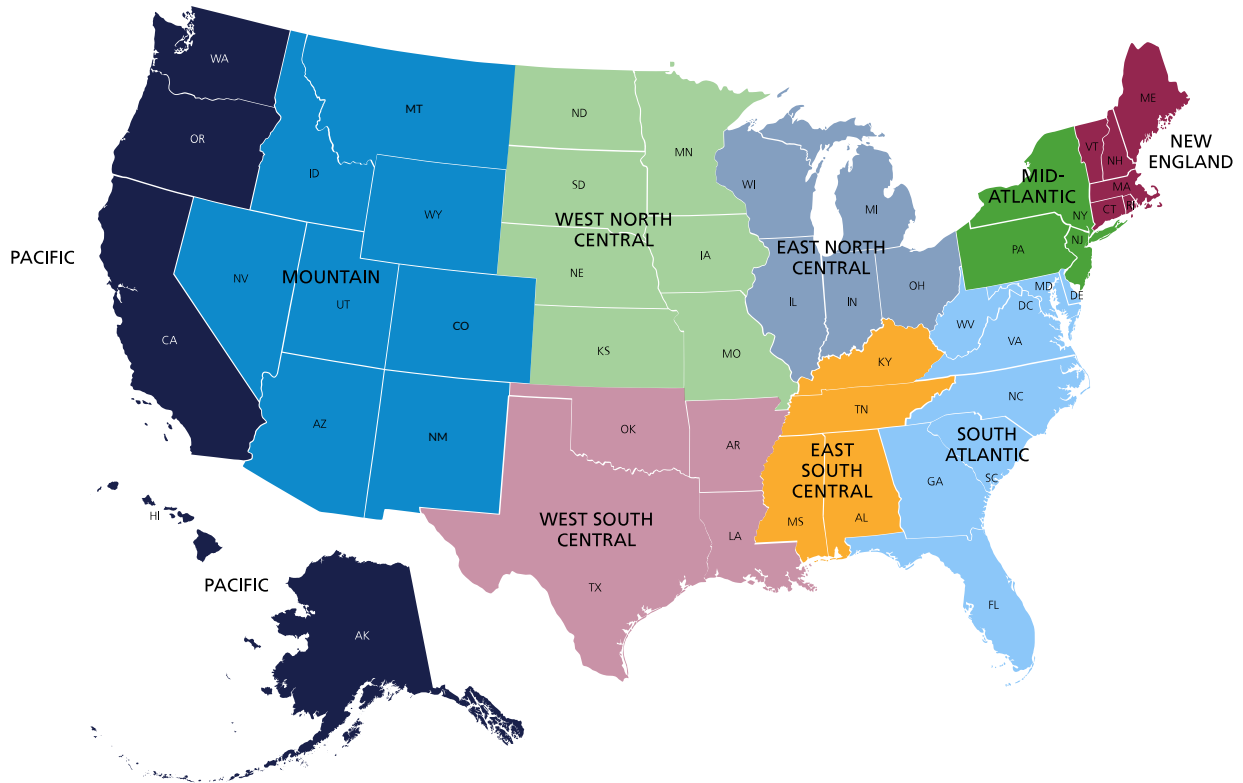 WA
OR
CA
PACIFIC
MT
ID
WY
NV
MOUNTAIN
UT
CO
AZ
NM
ND
MN
SD
WEST NORTH
CENTRAL
NE
IA
KS
MO
WI
MI
EAST NORTH
CENTRAL
IL
IN
OH
ME
NEW
ENGLAND
VT
NH
MA
CT
RI
MID-
ATLANTIC
NY
PA
NJ
MD
DE
DC
WV
VA
NC
SOUTH
ATLANTIC
SC
GA
FL
KY
TN
EAST
SOUTH
CENTRAL
MS
AL
OK
AR
WEST SOUTH
CENTRAL
LA
TX
HI
PACIFIC
AK